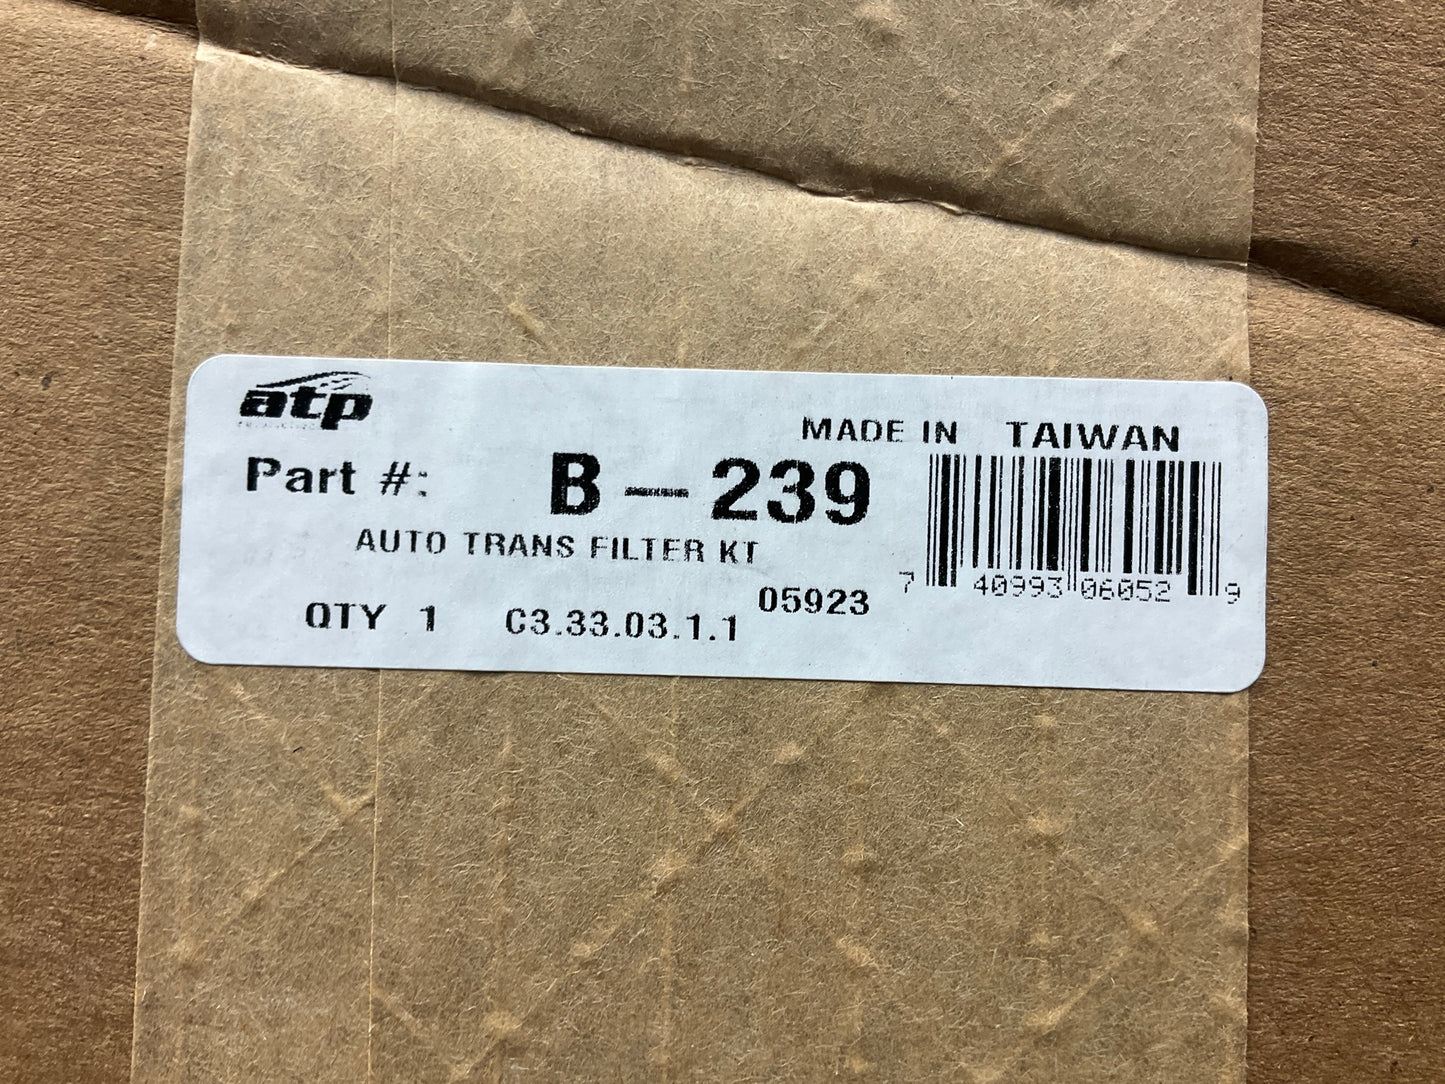 atp
MADE IN TAIWAN
Part #: B-239
AUTO TRANS FILTER KT
05923
QTY 1 C3.33.03.1.1
7 40993 06052 9